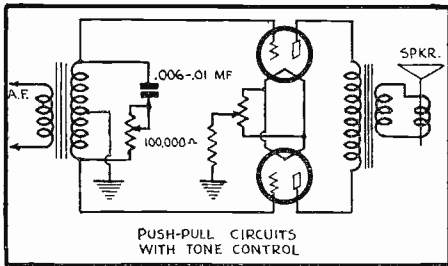 SPKR.
.006-.01 MF
A.F.
100,000 Ω
PUSH-PULL CIRCUITS
WITH TONE CONTROL